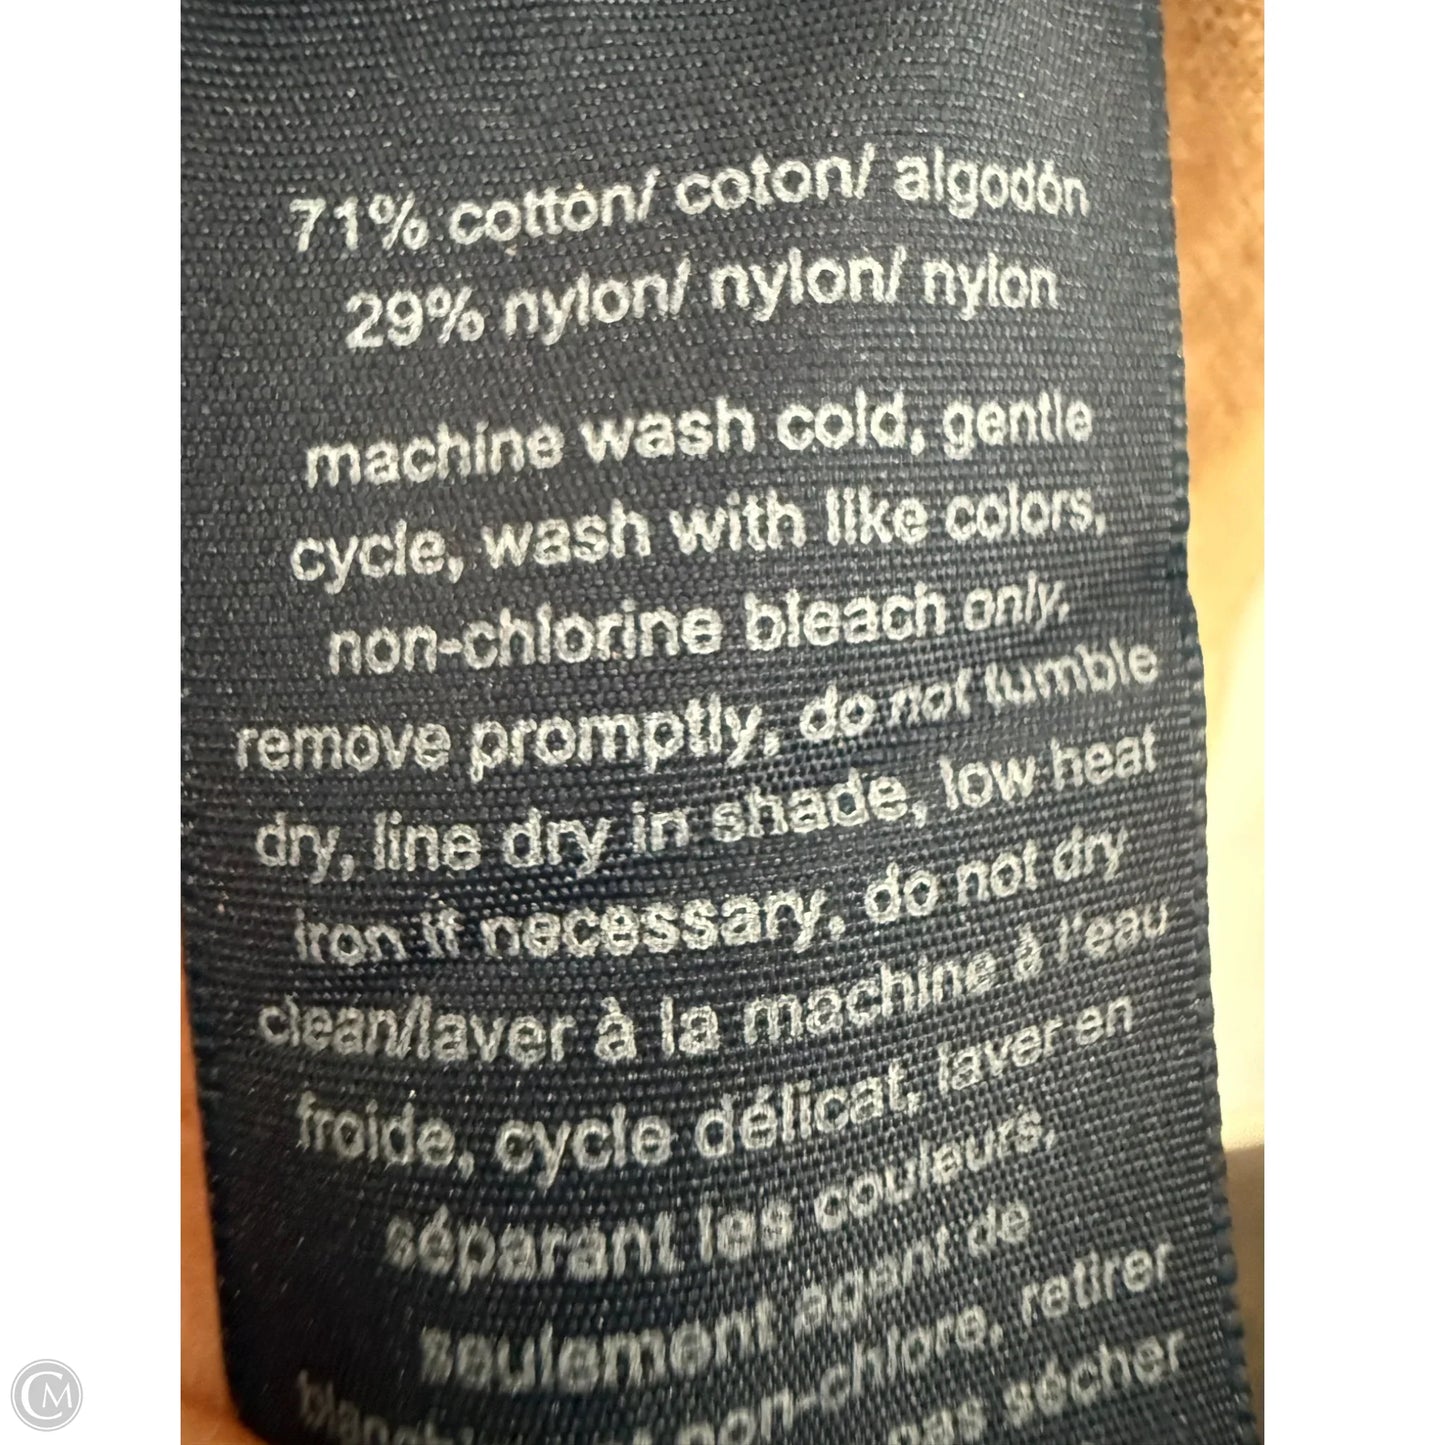 71% cotton/ coton/ algodón
29% nylon/ nylon/ nylon
machine wash cold, gentle
cycle, wash with like colors,
non-chlorine bleach only,
remove promptly, do not tumble
dry, line dry in shade, low heat
iron if necessary, do not dry
clean/laver à la machine à l'eau
froide, cycle délicat, laver en
séparant les couleurs,
seulement agent de
non-chlore, retirer
pas sécher
CM